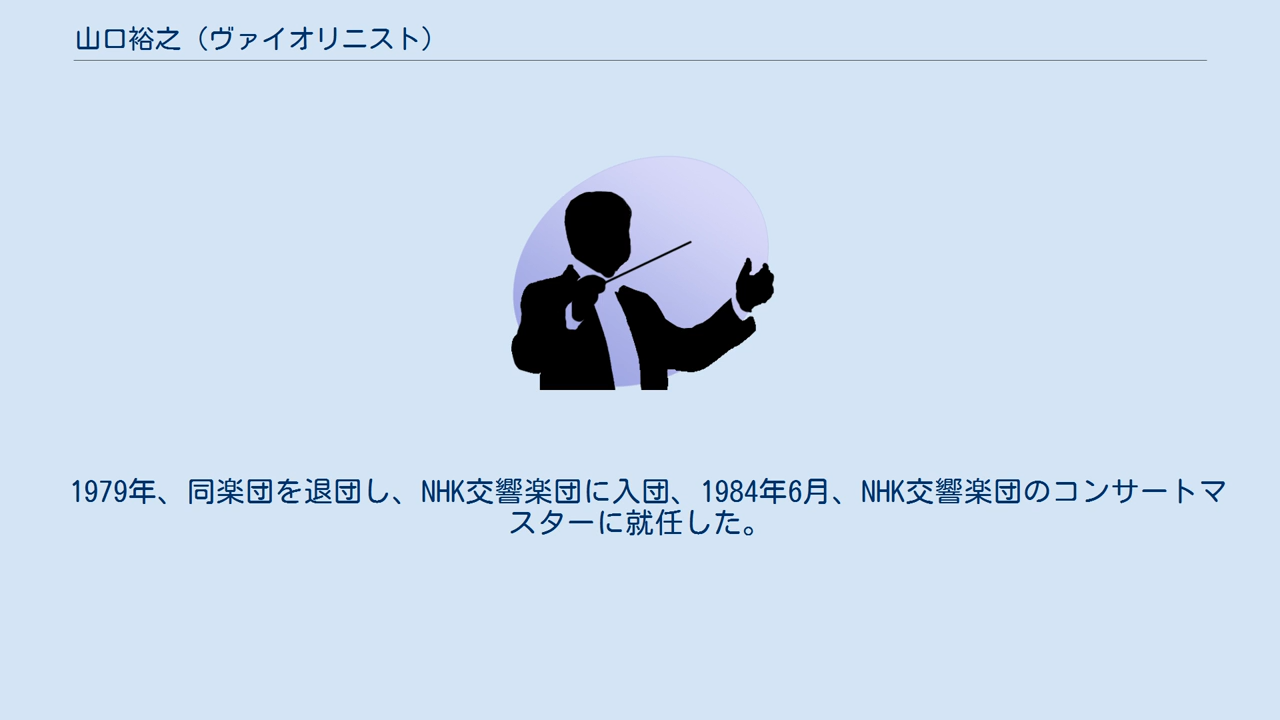 山口裕之（ヴァイオリニスト）
1979年、同楽団を退団し、NHK交響楽団に入団、1984年6月、NHK交響楽団のコンサートマ
スターに就任した。